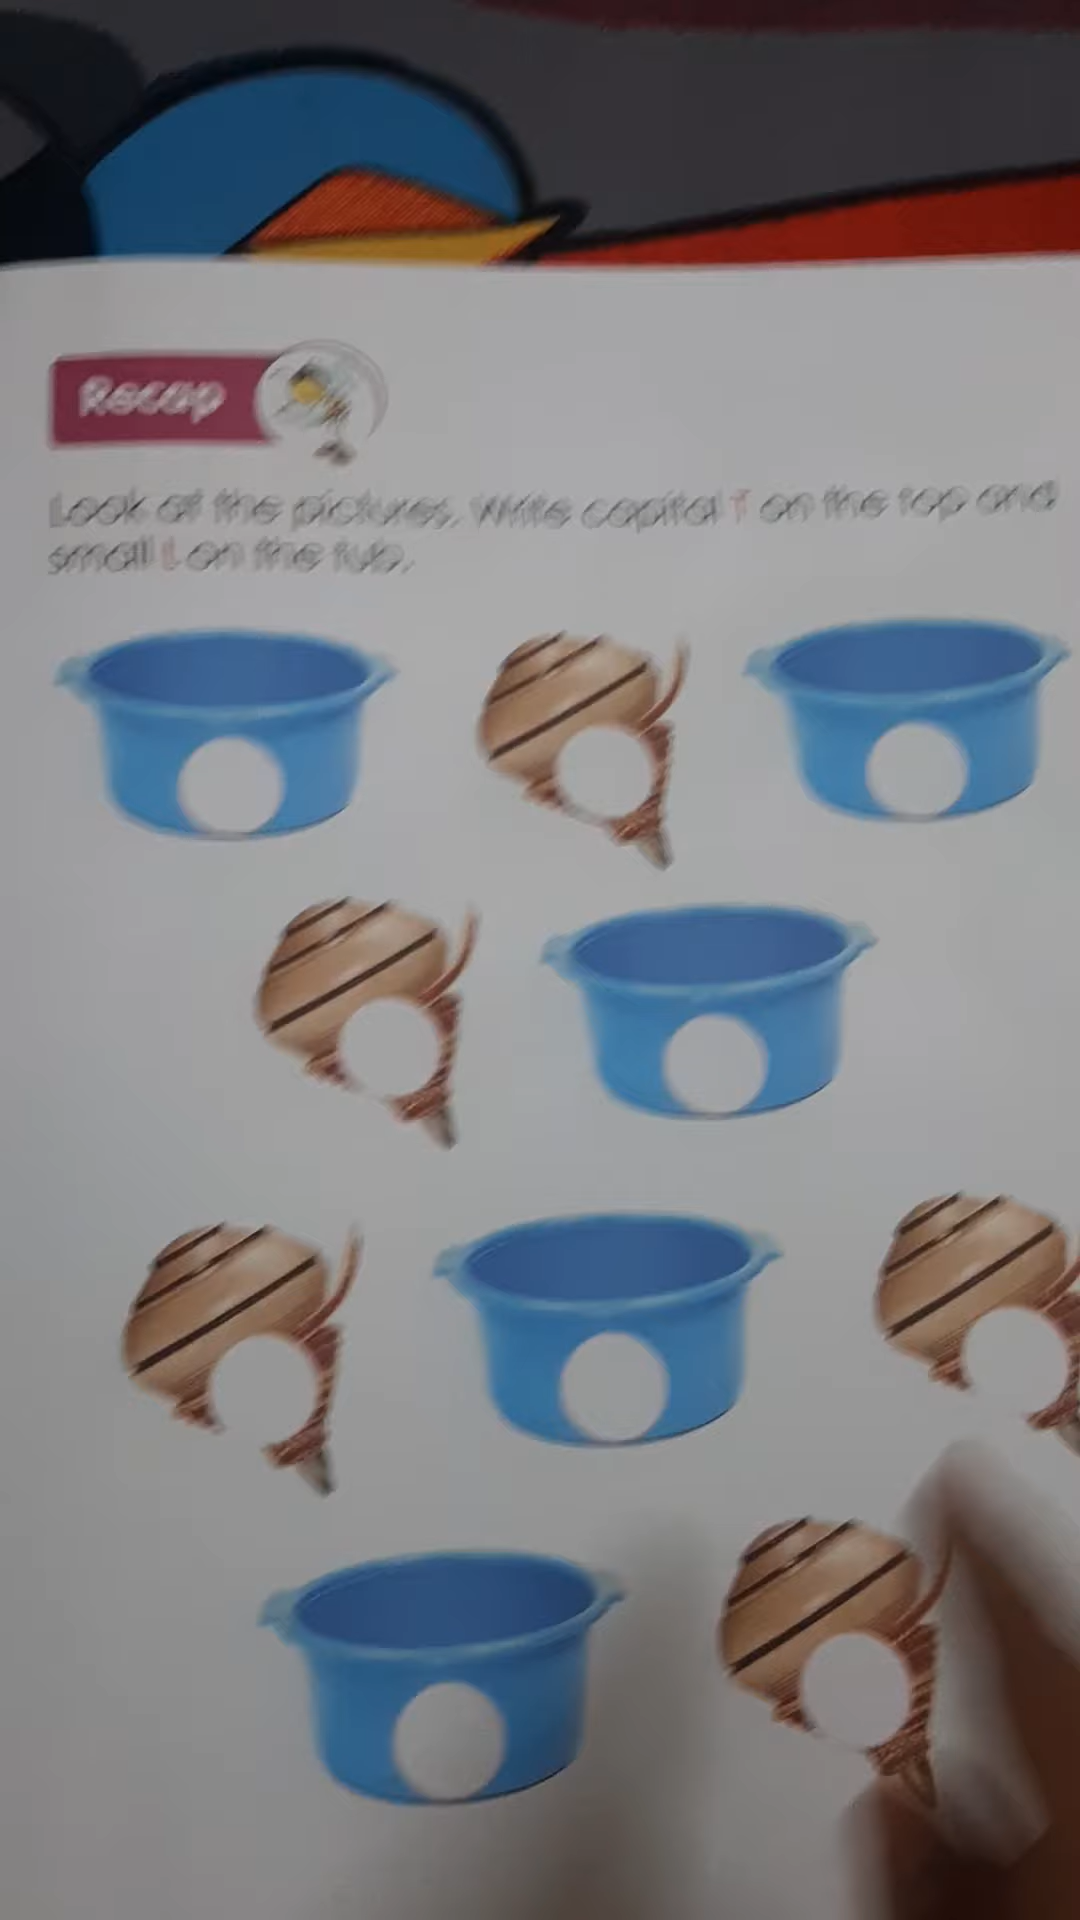 Recap
Look at the pictures. Write capital T on the top and
small t on the tub.